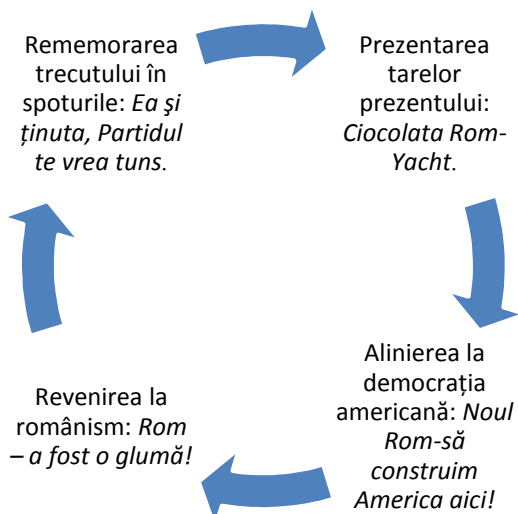 Rememorarea
trecutului în
spoturile: Ea şi
ţinuta, Partidul
te vrea tuns.
Prezentarea
tarelor
prezentului:
Ciocolata Rom-
Yacht.
Alinierea la
democrația
americană: Noul
Rom-să
construim
America aici!
Revenirea la
românism: Rom
– a fost o glumă!